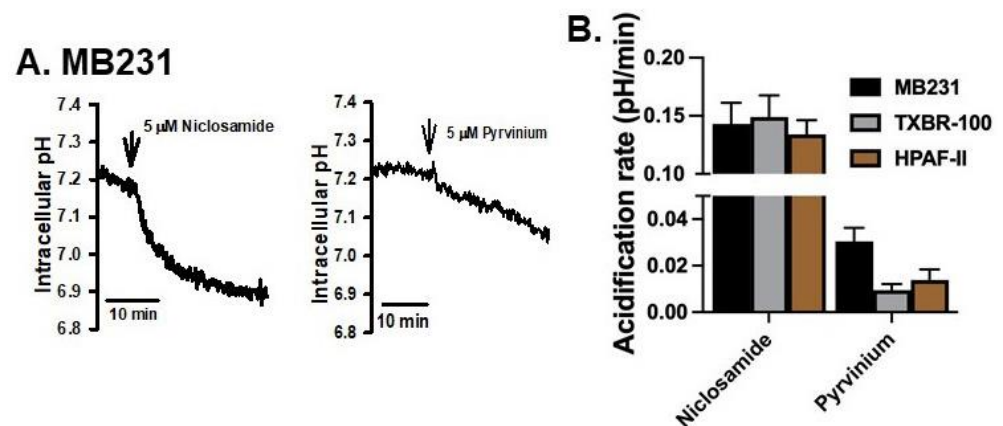 A. MB231
Intracellular pH
7.4
7.3
7.2
7.1
7.0
6.9
6.8
5 µM Niclosamide
10 min
Intracellular pH
7.4
7.3
7.2
7.1
7.0
6.9
6.8
5 µM Pyrvinium
10 min
B.
Acidification rate (pH/min)
0.20
0.15
0.10
0.04
0.02
0.00
MB231
TXBR-100
HPAF-II
Niclosamide
Pyrvinium